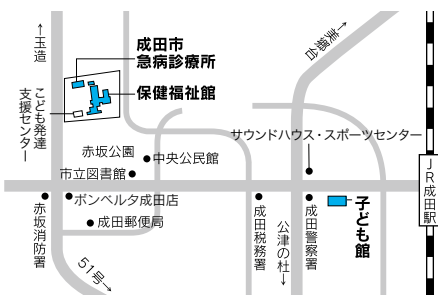 ←玉造
成田市
急病診療所
保健福祉館
こども発達
支援センター
→美郷台
赤坂公園
中央公民館
市立図書館
サウンドハウス・スポーツセンター
JR成田駅
赤坂消防署
ボンベルタ成田店
成田郵便局
成田税務署
公津の杜→
成田警察署
子ども館
51号→